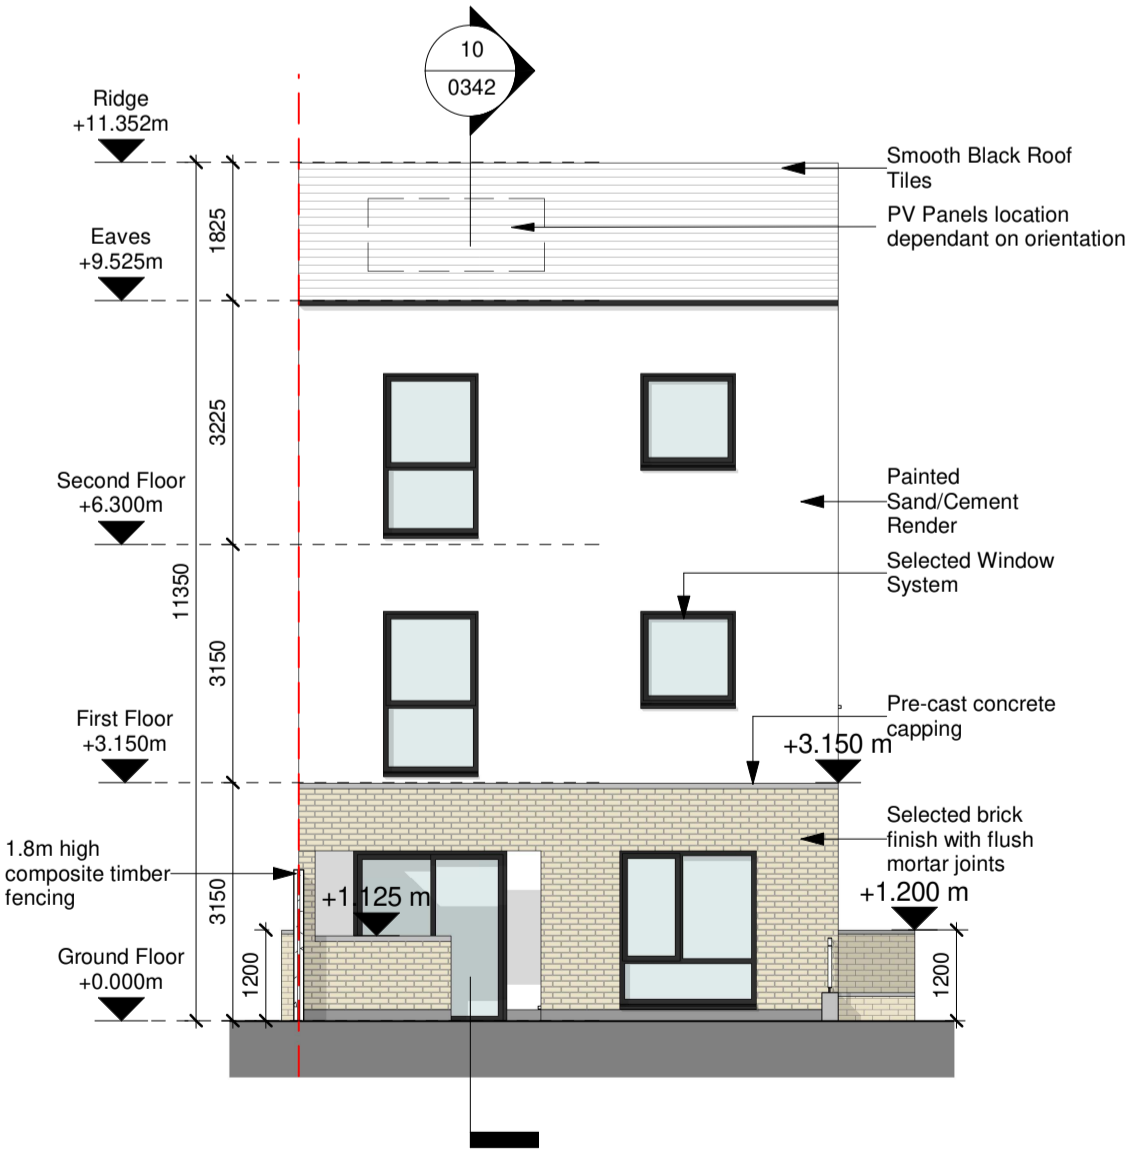 10
0342
Ridge
+11.352m
Smooth Black Roof
Tiles
PV Panels location
dependant on orientation
1825
Eaves
+9.525m
3225
Second Floor
+6.300m
Painted
Sand/Cement
Render
Selected Window
System
11350
3150
First Floor
+3.150m
Pre-cast concrete
capping
+3.150 m
Selected brick
finish with flush
mortar joints
1.8m high
composite timber
fencing
+1.125 m
+1.200 m
3150
Ground Floor
+0.000m
1200
1200